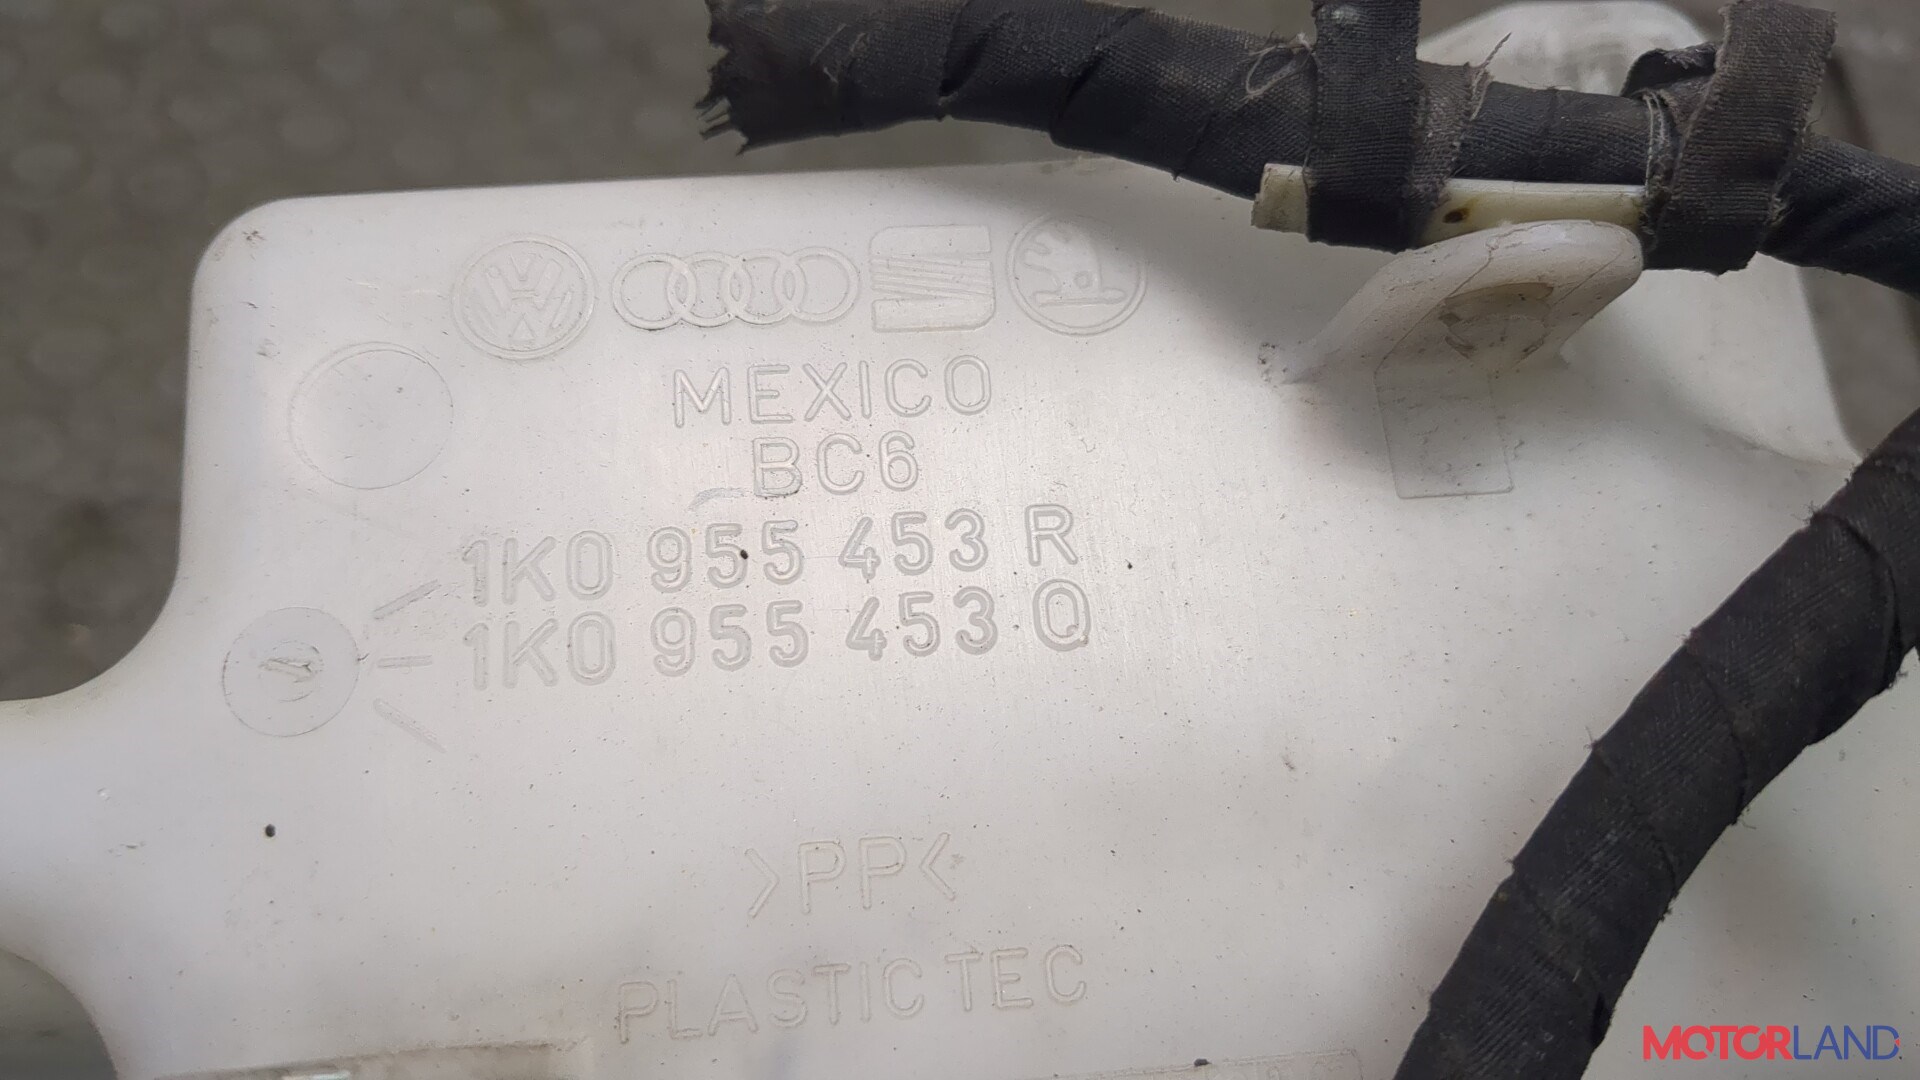 MEXICO
BC6
1K0 955 453 R
1K0 955 453 Q
>PP<
PLASTIC TEC
MOTORLAND